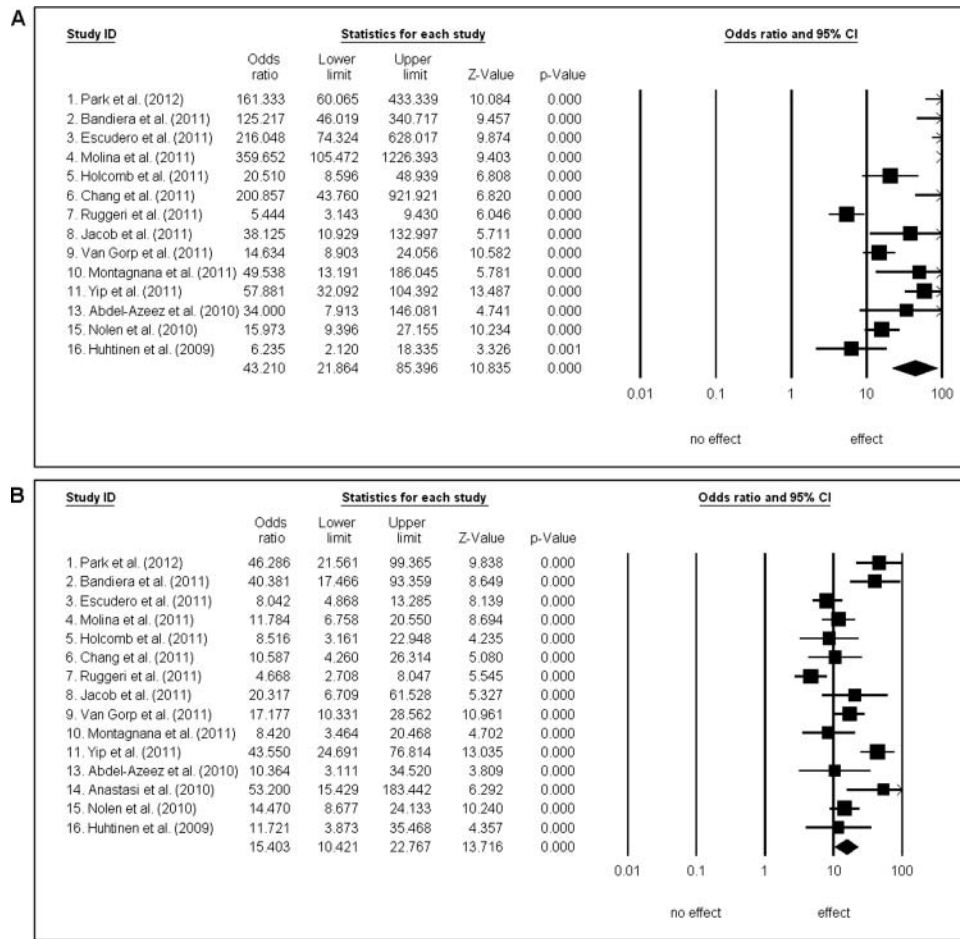 A
Study ID Statistics for each study Odds ratio and 95% CI
Odds ratio Lower limit Upper limit Z-Value p-Value
1. Park et al. (2012) 161.333 60.065 433.339 10.084 0.000
2. Bandiera et al. (2011) 125.217 46.019 340.717 9.457 0.000
3. Escudero et al. (2011) 216.048 74.324 628.017 9.874 0.000
4. Molina et al. (2011) 359.652 105.472 1226.393 9.403 0.000
5. Holcomb et al. (2011) 20.510 8.596 48.939 6.808 0.000
6. Chang et al. (2011) 200.857 43.760 921.921 6.820 0.000
7. Ruggeri et al. (2011) 5.444 3.143 9.430 6.046 0.000
8. Jacob et al. (2011) 38.125 10.929 132.997 5.711 0.000
9. Van Gorp et al. (2011) 14.634 8.903 24.056 10.582 0.000
10. Montagnana et al. (2011) 49.538 13.191 186.045 5.781 0.000
11. Yip et al. (2011) 57.881 32.092 104.392 13.487 0.000
13. Abdel-Azeez et al. (2010) 34.000 7.913 146.081 4.741 0.000
15. Nolen et al. (2010) 15.973 9.396 27.155 10.234 0.000
16. Huhtinen et al. (2009) 6.235 2.120 18.335 3.326 0.001
43.210 21.864 85.396 10.835 0.000
0.01 0.1 1 10 100
no effect effect
B
Study ID Statistics for each study Odds ratio and 95% CI
Odds ratio Lower limit Upper limit Z-Value p-Value
1. Park et al. (2012) 46.286 21.561 99.365 9.838 0.000
2. Bandiera et al. (2011) 40.381 17.466 93.359 8.649 0.000
3. Escudero et al. (2011) 8.042 4.868 13.285 8.139 0.000
4. Molina et al. (2011) 11.784 6.758 20.550 8.694 0.000
5. Holcomb et al. (2011) 8.516 3.161 22.948 4.235 0.000
6. Chang et al. (2011) 10.587 4.260 26.314 5.080 0.000
7. Ruggeri et al. (2011) 4.668 2.708 8.047 5.545 0.000
8. Jacob et al. (2011) 20.317 6.709 61.528 5.327 0.000
9. Van Gorp et al. (2011) 17.177 10.331 28.562 10.961 0.000
10. Montagnana et al. (2011) 8.420 3.464 20.468 4.702 0.000
11. Yip et al. (2011) 43.550 24.691 76.814 13.035 0.000
13. Abdel-Azeez et al. (2010) 10.364 3.111 34.520 3.809 0.000
14. Anastasi et al. (2010) 53.200 15.429 183.442 6.292 0.000
15. Nolen et al. (2010) 14.470 8.677 24.133 10.240 0.000
16. Huhtinen et al. (2009) 11.721 3.873 35.468 4.357 0.000
15.403 10.421 22.767 13.716 0.000
0.01 0.1 1 10 100
no effect effect